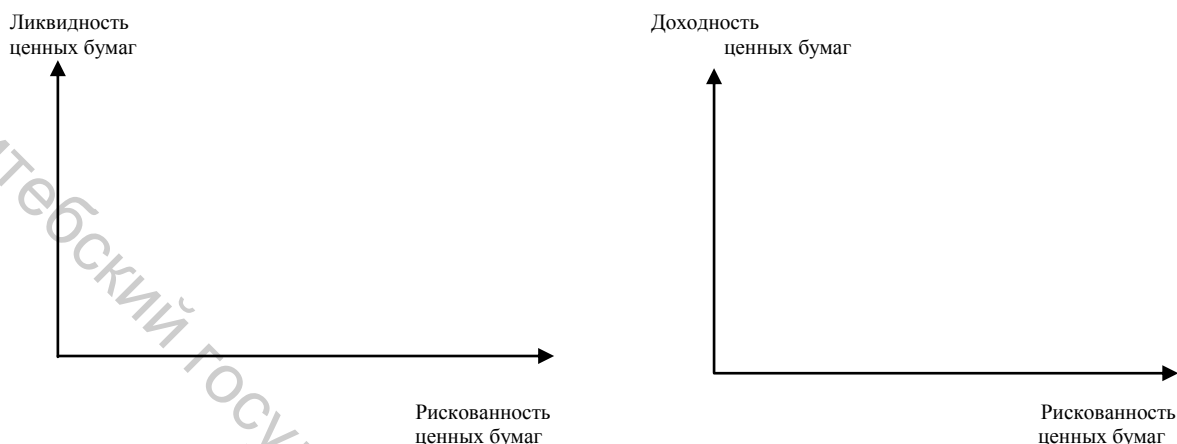 Ликвидность
ценных бумаг
Доходность
ценных бумаг
Рискованность
ценных бумаг
Рискованность
ценных бумаг